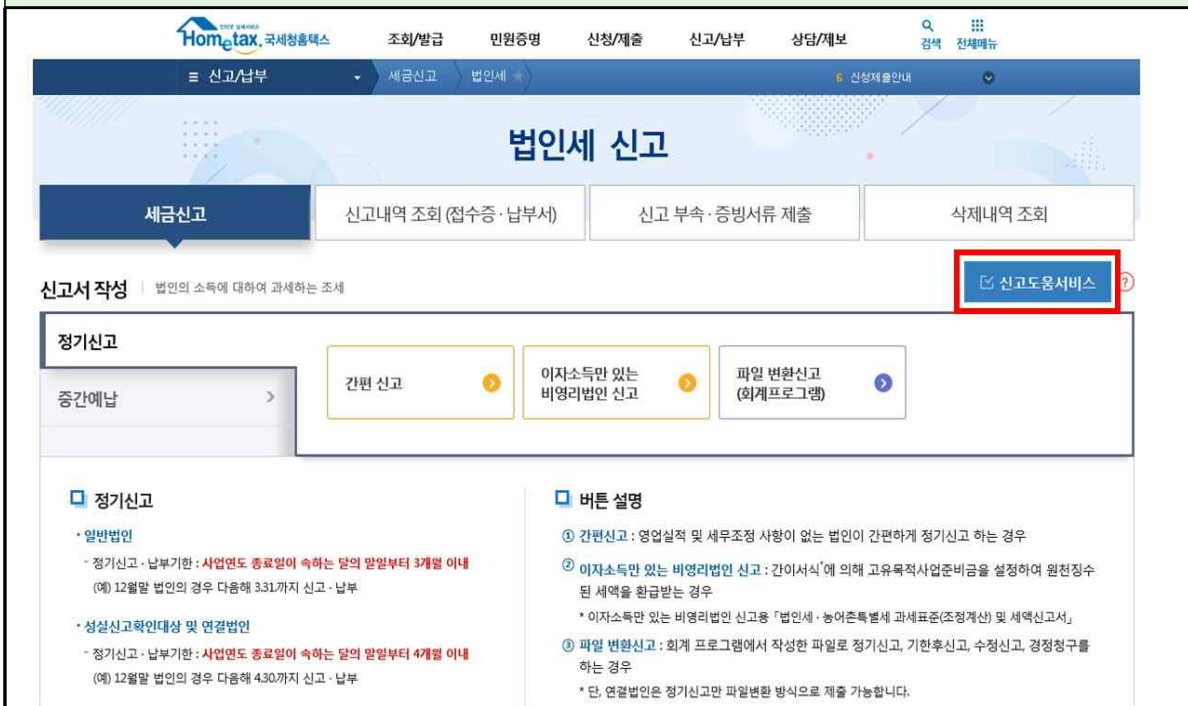 Hometax. 국세청홈택스
조회/발급 민원증명 신청/제출 신고/납부 상담/제보 검색 전체메뉴
≡ 신고/납부 세금신고 법인세 6 신청제출안내
법인세 신고
세금신고 신고내역 조회 (접수증 · 납부서) 신고 부속 · 증빙서류 제출 삭제내역 조회
신고서 작성 | 법인의 소득에 대하여 과세하는 조세 신고도움서비스 ?
정기신고
중간예납
간편 신고
이자소득만 있는
비영리법인 신고
파일 변환신고
(회계프로그램)
정기신고
· 일반법인
- 정기신고 · 납부기한 : 사업연도 종료일이 속하는 달의 말일부터 3개월 이내
(예) 12월말 법인의 경우 다음해 3.31.까지 신고 · 납부
· 성실신고확인대상 및 연결법인
- 정기신고 · 납부기한 : 사업연도 종료일이 속하는 달의 말일부터 4개월 이내
(예) 12월말 법인의 경우 다음해 4.30.까지 신고 · 납부
버튼 설명
① 간편신고 : 영업실적 및 세무조정 사항이 없는 법인이 간편하게 정기신고 하는 경우
② 이자소득만 있는 비영리법인 신고 : 간이서식*에 의해 고유목적사업준비금을 설정하여 원천징수
된 세액을 환급받는 경우
* 이자소득만 있는 비영리법인 신고용 「법인세 · 농어촌특별세 과세표준(조정계산) 및 세액신고서」
③ 파일 변환신고 : 회계 프로그램에서 작성한 파일로 정기신고, 기한후신고, 수정신고, 경정청구를
하는 경우
* 단, 연결법인은 정기신고만 파일변환 방식으로 제출 가능합니다.